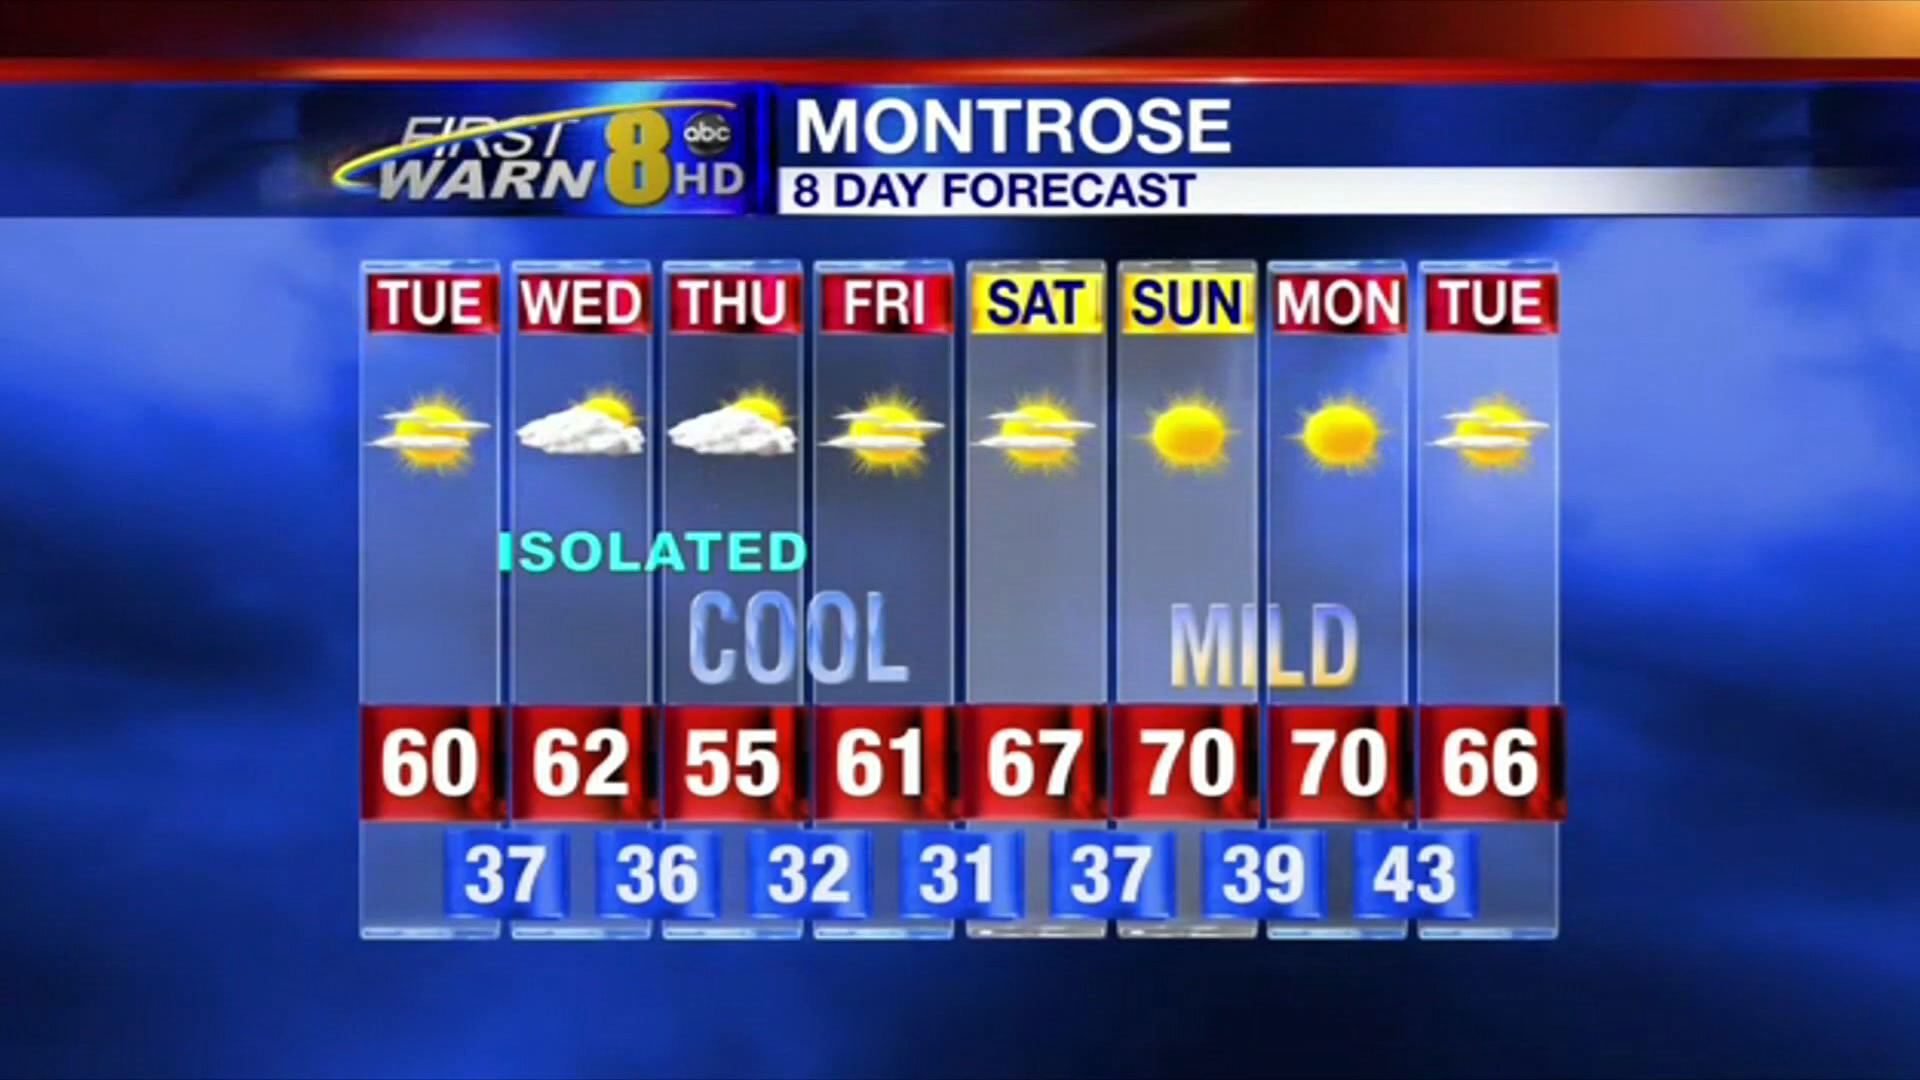 FIRST
WARN 8 abc
HD
MONTROSE
8 DAY FORECAST
TUE WED THU FRI SAT SUN MON TUE
ISOLATED
COOL MILD
60 62 55 61 67 70 70 66
37 36 32 31 37 39 43